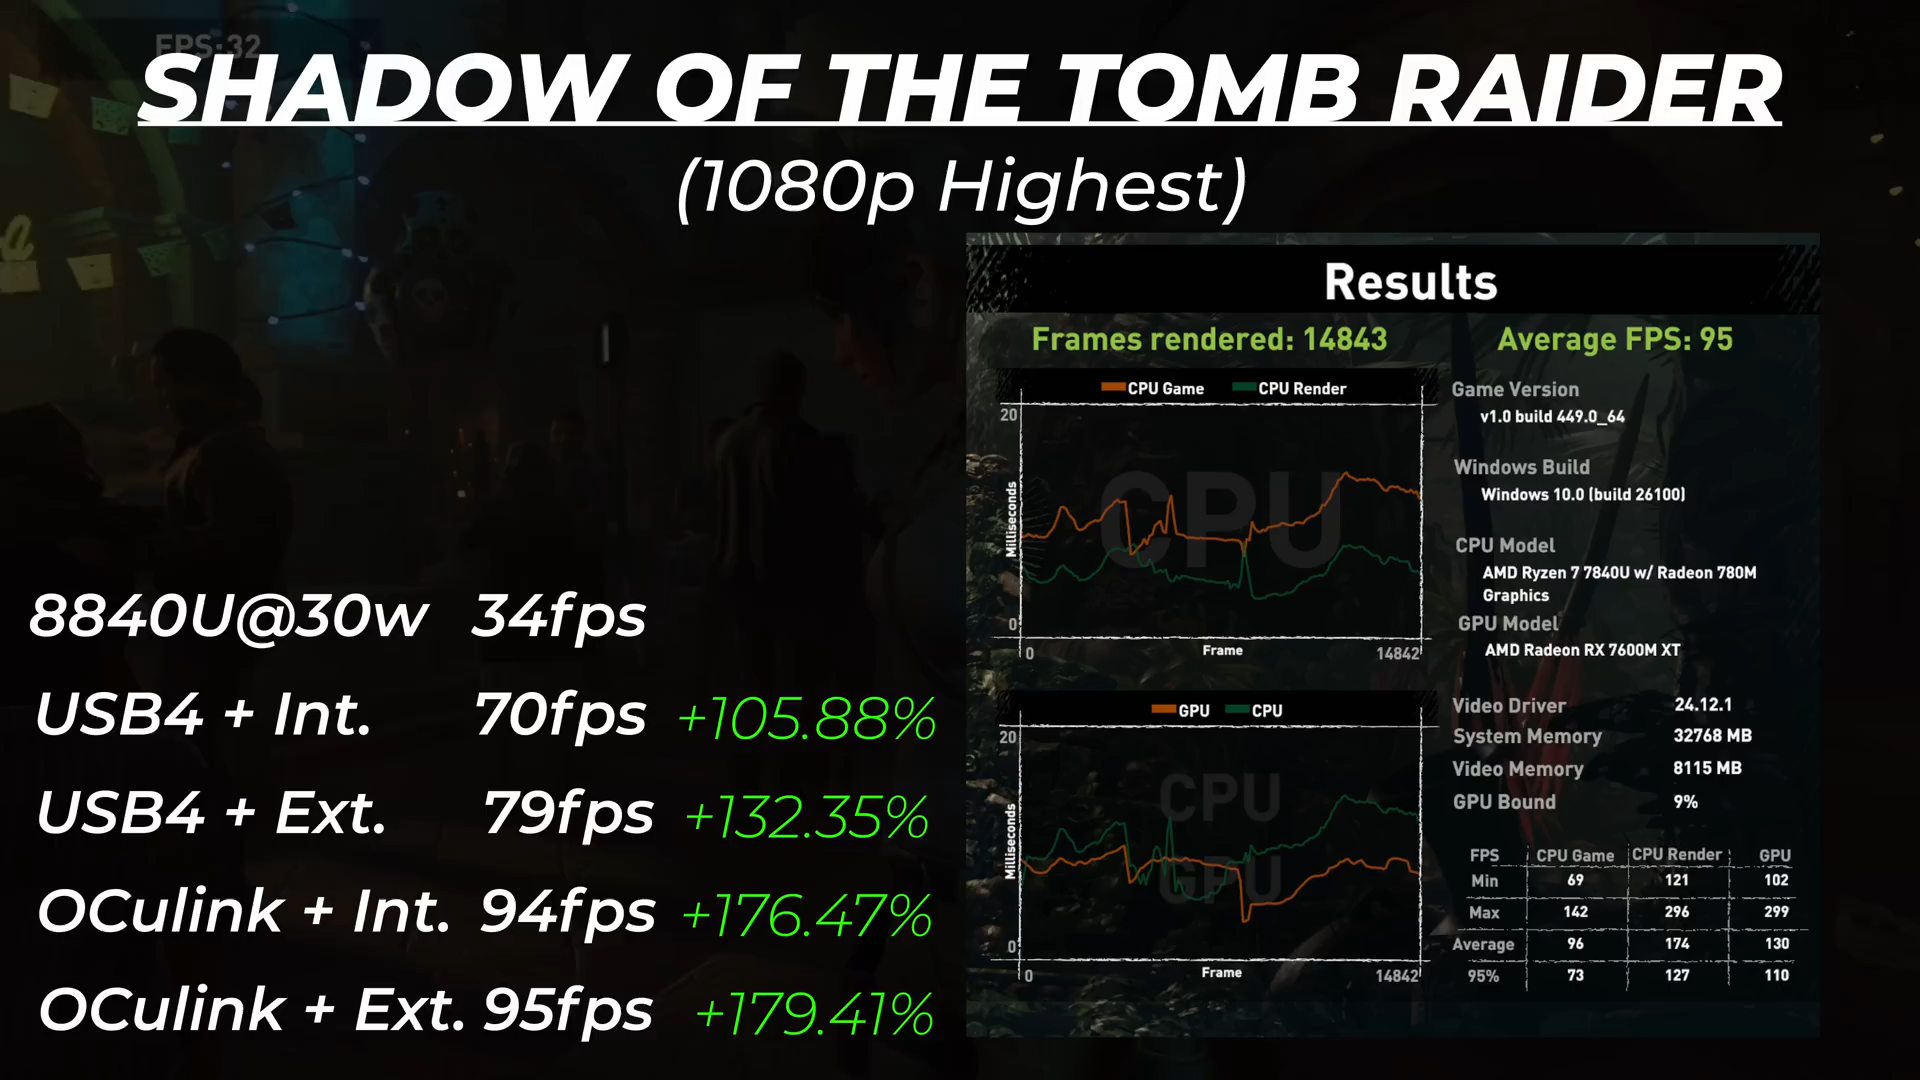 FPS:32
SHADOW OF THE TOMB RAIDER
(1080p Highest)
8840U@30w 34fps
USB4 + Int. 70fps +105.88%
USB4 + Ext. 79fps +132.35%
OCulink + Int. 94fps +176.47%
OCulink + Ext. 95fps +179.41%
Results
Frames rendered: 14843 Average FPS: 95
CPU Game CPU Render
20
CPU
Milliseconds
0
0 Frame 14842
GPU CPU
20
CPU
GPU
Milliseconds
0
0 Frame 14842
Game Version
v1.0 build 449.0_64
Windows Build
Windows 10.0 (build 26100)
CPU Model
AMD Ryzen 7 7840U w/ Radeon 780M
Graphics
GPU Model
AMD Radeon RX 7600M XT
Video Driver 24.12.1
System Memory 32768 MB
Video Memory 8115 MB
GPU Bound 9%
FPS CPU Game CPU Render GPU
Min 69 121 102
Max 142 296 299
Average 96 174 130
95% 73 127 110